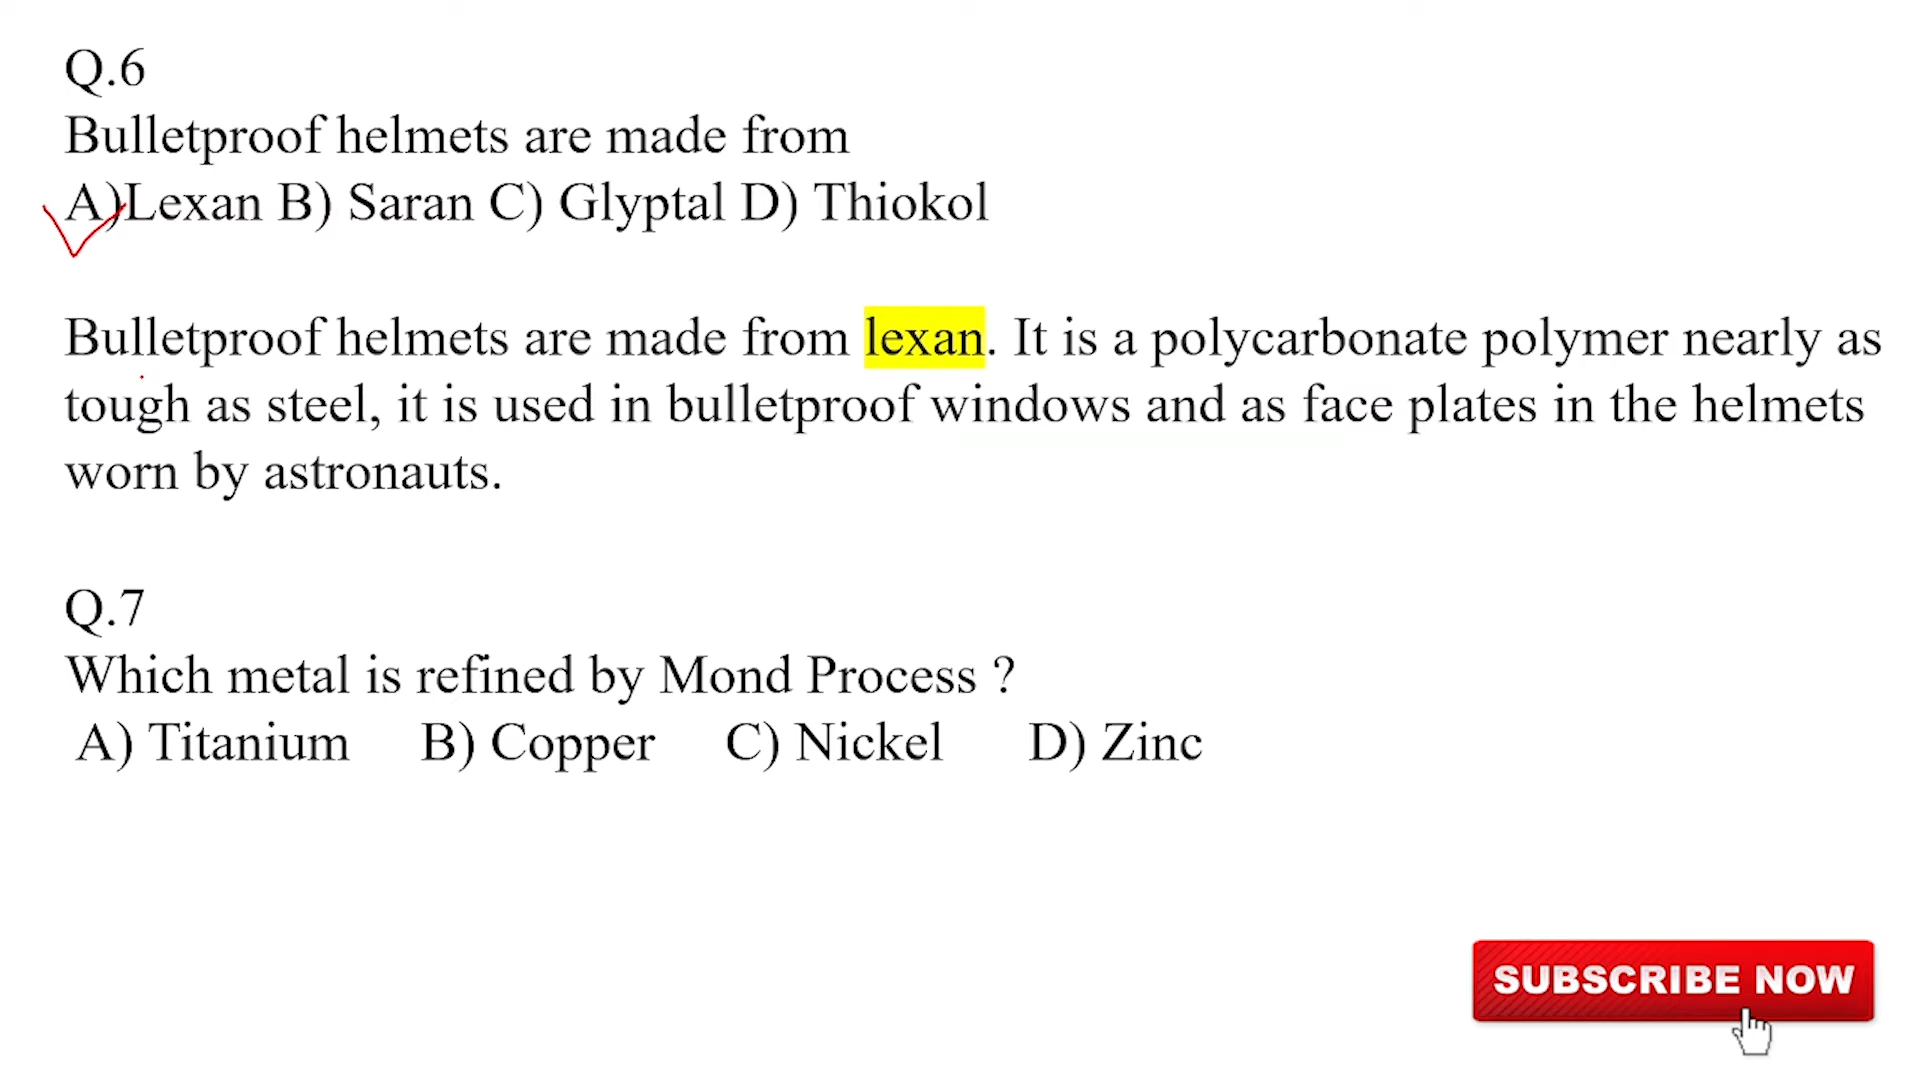 Q.6
Bulletproof helmets are made from
A)Lexan B) Saran C) Glyptal D) Thiokol
Bulletproof helmets are made from lexan. It is a polycarbonate polymer nearly as
tough as steel, it is used in bulletproof windows and as face plates in the helmets
worn by astronauts.
Q.7
Which metal is refined by Mond Process ?
A) Titanium B) Copper C) Nickel D) Zinc
SUBSCRIBE NOW